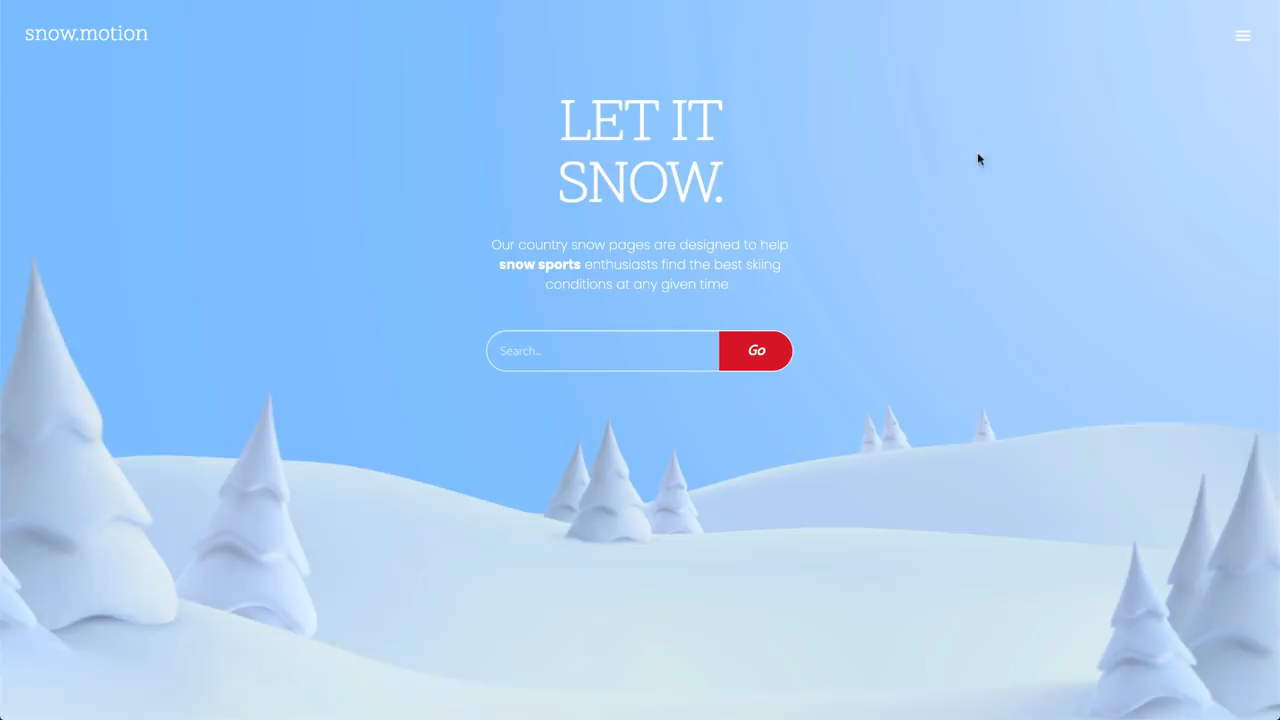 snow.motion
LET IT
SNOW.
Our country snow pages are designed to help
snow sports enthusiasts find the best skiing
conditions at any given time
Search...
Go